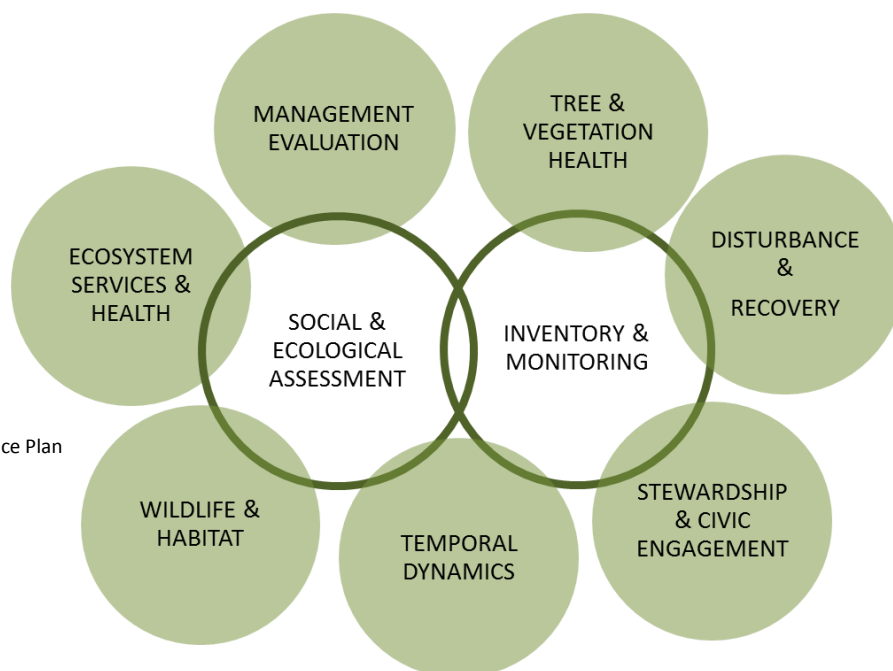 MANAGEMENT
EVALUATION
TREE &
VEGETATION
HEALTH
ECOSYSTEM
SERVICES &
HEALTH
DISTURBANCE
&
RECOVERY
SOCIAL &
ECOLOGICAL
ASSESSMENT
INVENTORY &
MONITORING
ce Plan
WILDLIFE &
HABITAT
TEMPORAL
DYNAMICS
STEWARDSHIP
& CIVIC
ENGAGEMENT